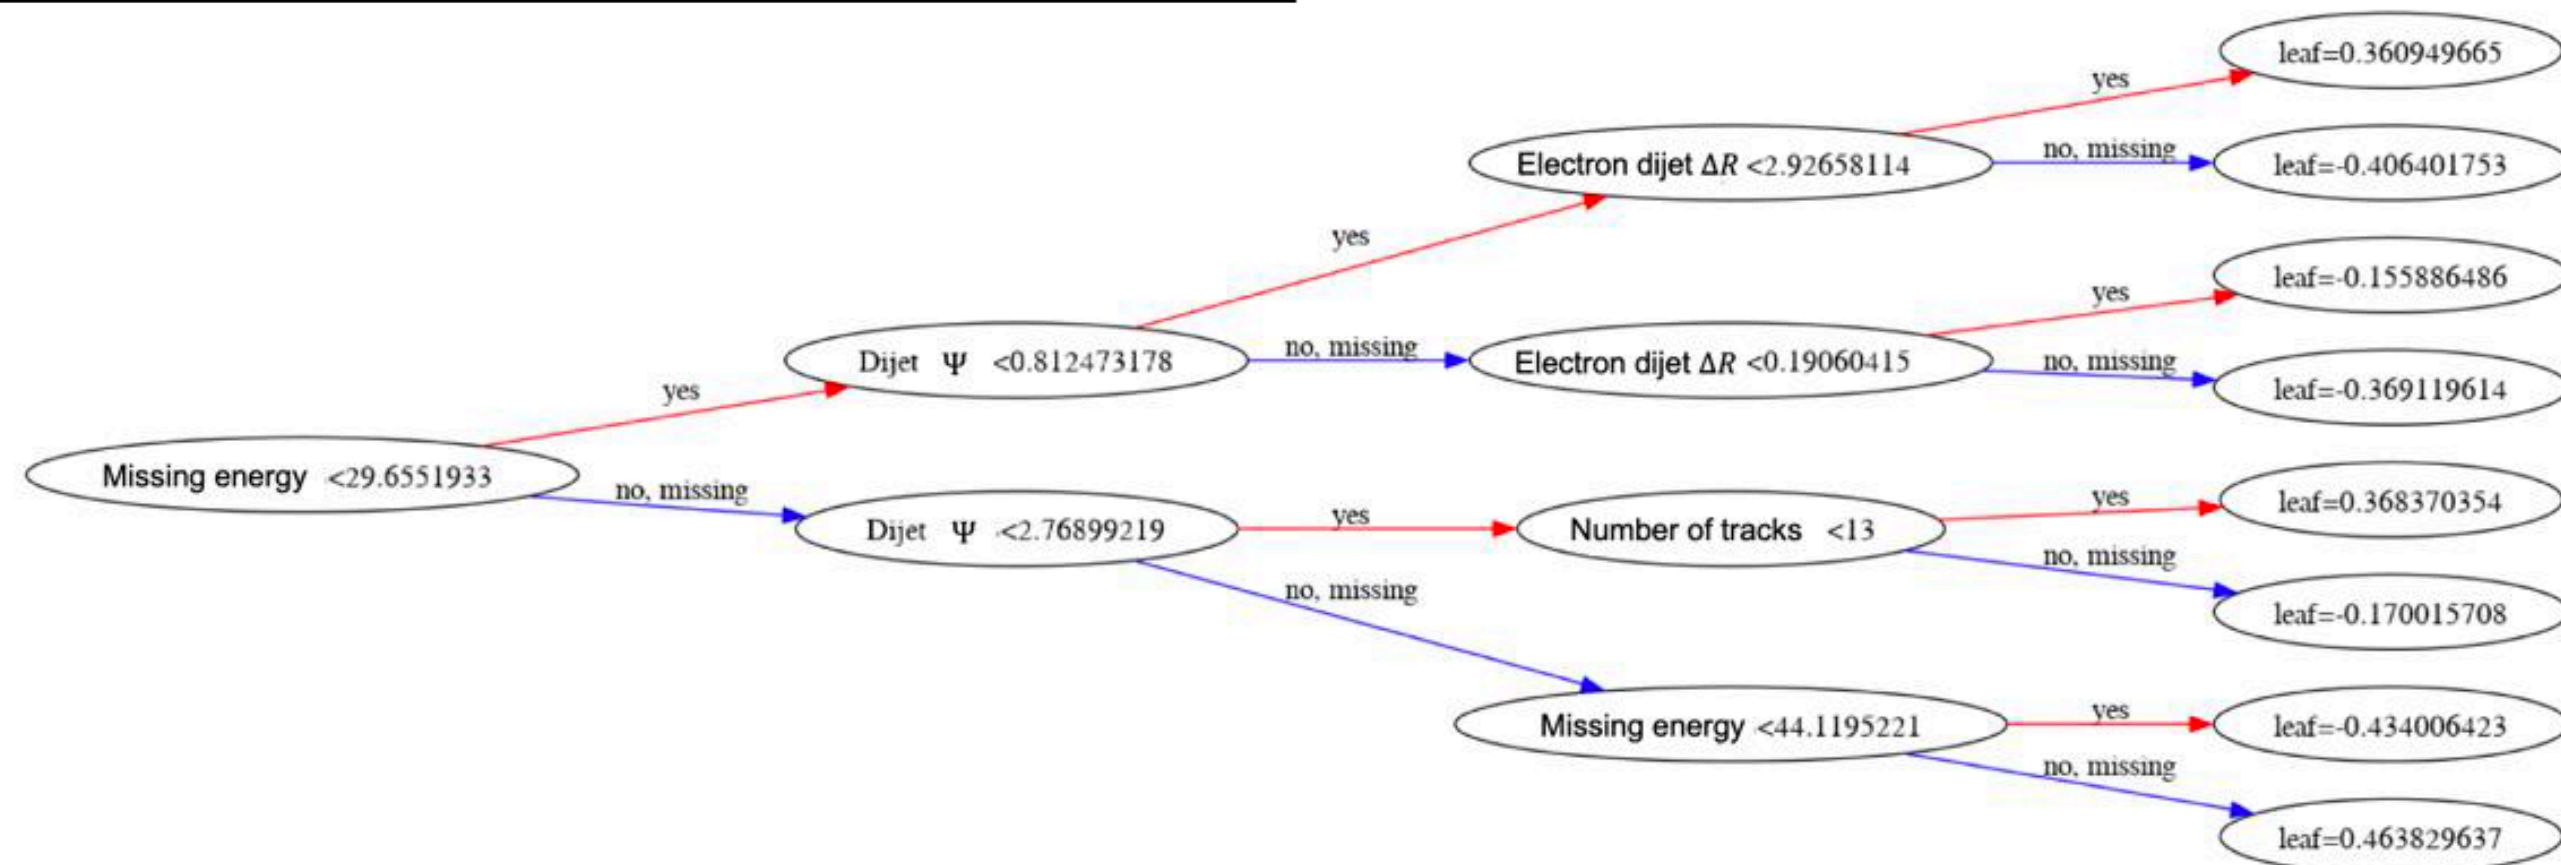 leaf=0.360949665
yes
Electron dijet ΔR <2.92658114
no, missing
leaf=-0.406401753
yes
leaf=-0.155886486
yes
Dijet Ψ <0.812473178
no, missing
Electron dijet ΔR <0.19060415
no, missing
leaf=-0.369119614
yes
Missing energy <29.6551933
no, missing
Dijet Ψ <2.76899219
yes
Number of tracks <13
yes
leaf=0.368370354
no, missing
leaf=-0.170015708
no, missing
Missing energy <44.1195221
yes
leaf=-0.434006423
no, missing
leaf=0.463829637